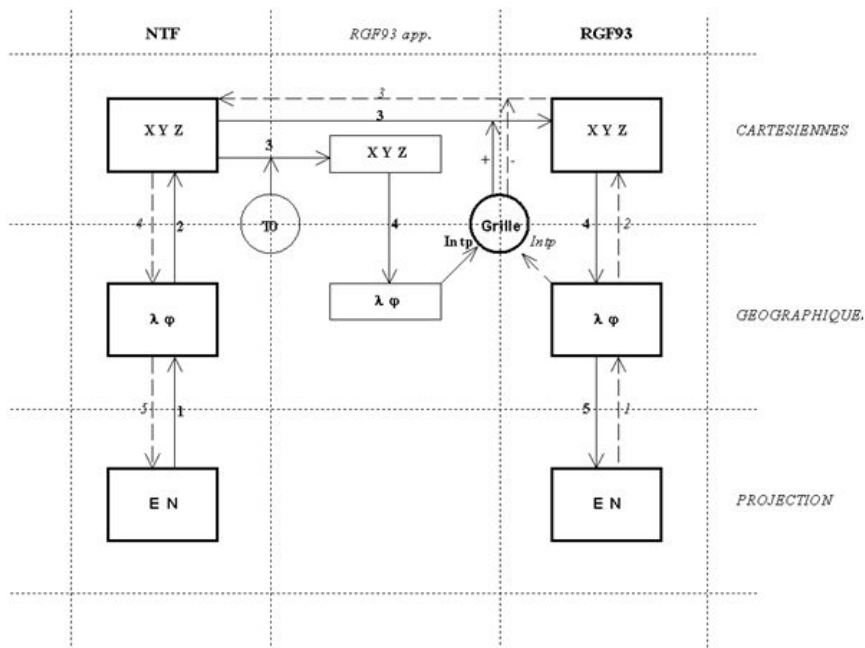 NTF RGF93 app. RGF93
3
X Y Z 3 X Y Z CARTESIENNES
3 X Y Z + -
4 2 T0 4 Grille 4 2
Intp Intp
λ φ λ φ λ φ GEOGRAPHIQUE.
5 1 5 1
E N E N PROJECTION